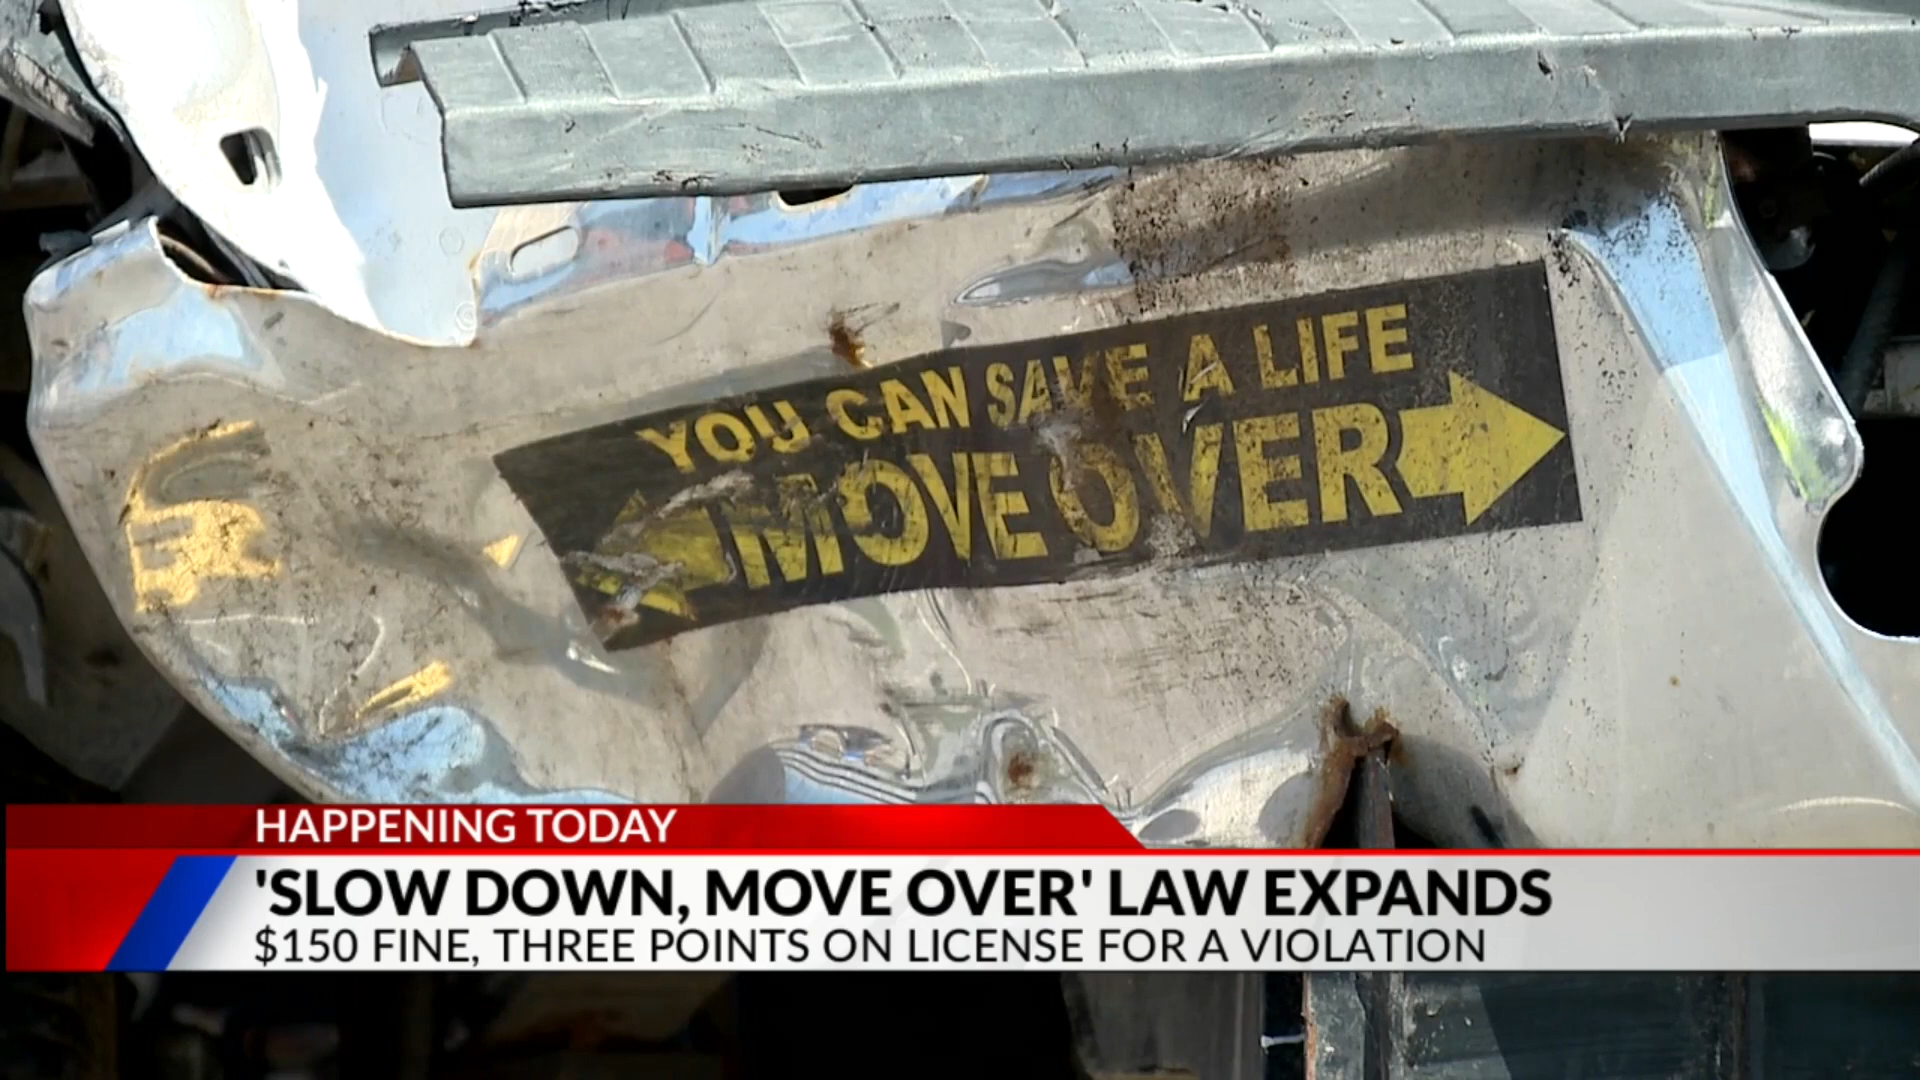 YOU CAN SAVE A LIFE
MOVE OVER
HAPPENING TODAY
'SLOW DOWN, MOVE OVER' LAW EXPANDS
$150 FINE, THREE POINTS ON LICENSE FOR A VIOLATION